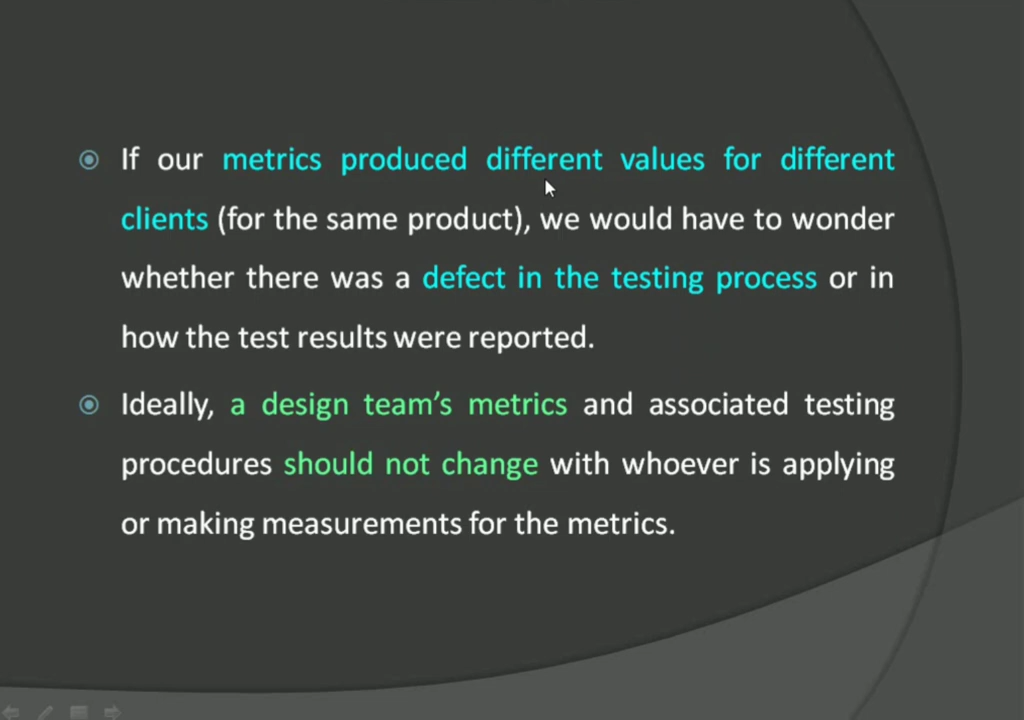 If our metrics produced different values for different
clients (for the same product), we would have to wonder
whether there was a defect in the testing process or in
how the test results were reported.
Ideally, a design team’s metrics and associated testing
procedures should not change with whoever is applying
or making measurements for the metrics.